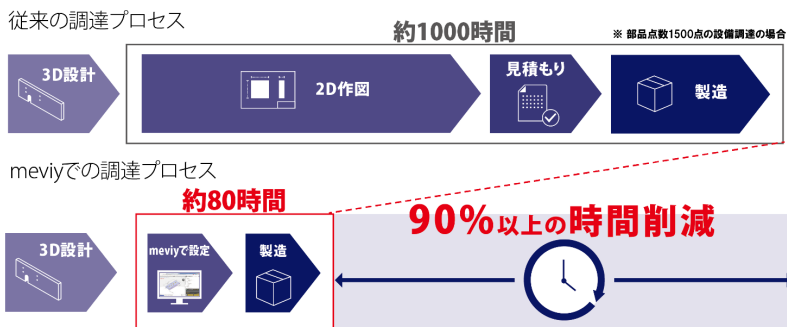 従来の調達プロセス
約1000時間
※ 部品点数1500点の設備調達の場合
3D設計
2D作図
見積もり
製造
meviyでの調達プロセス
約80時間
90%以上の時間削減
3D設計
meviyで設定
製造